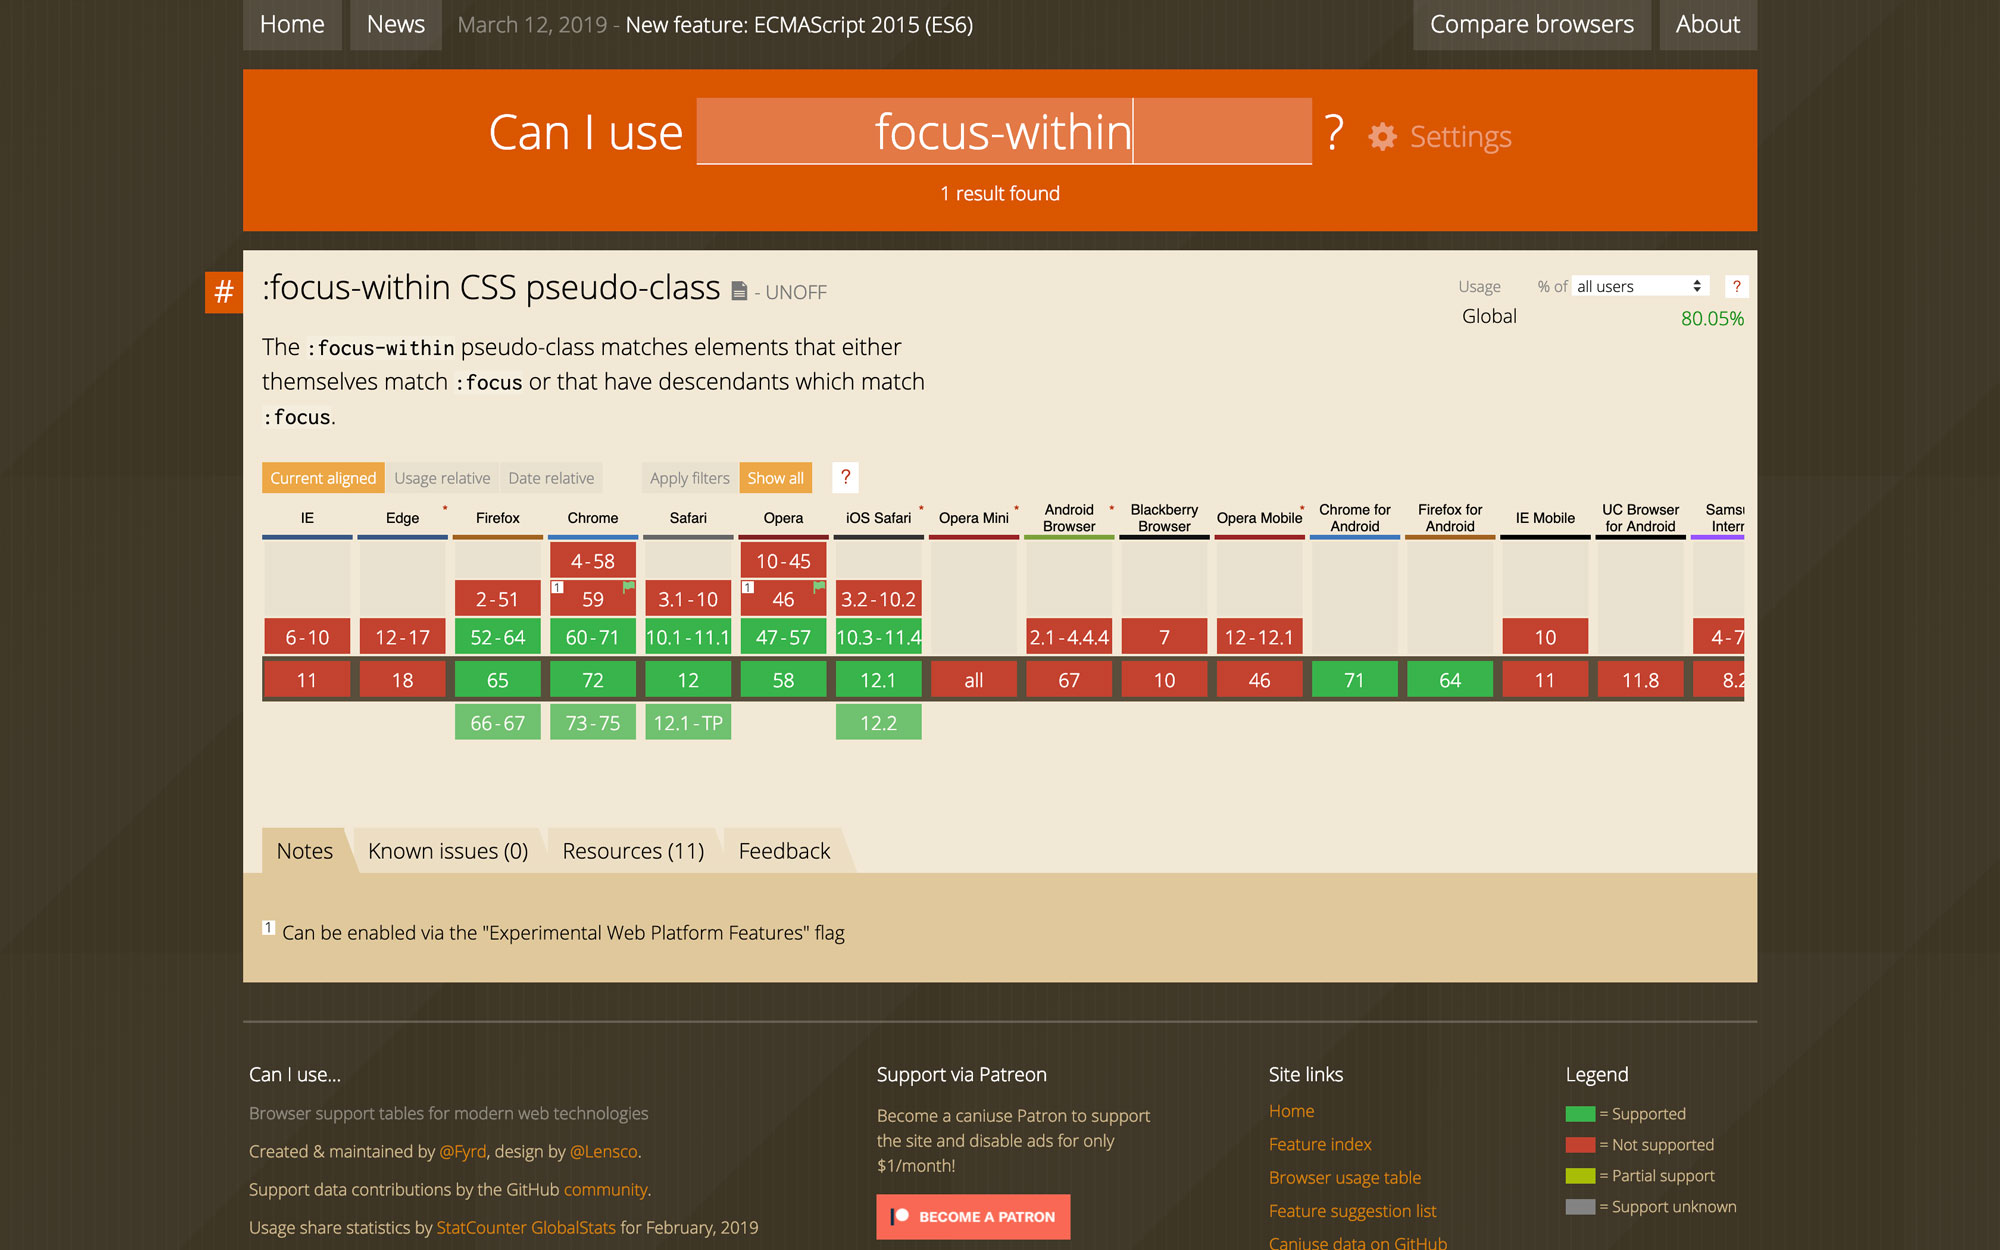 Home News March 12, 2019 - New feature: ECMAScript 2015 (ES6) Compare browsers About
Can I use focus-within ? Settings
1 result found
# :focus-within CSS pseudo-class - UNOFF
Usage % of all users ?
Global 80.05%
The :focus-within pseudo-class matches elements that either
themselves match :focus or that have descendants which match
:focus.
Current aligned Usage relative Date relative Apply filters Show all ?
IE Edge * Firefox Chrome Safari Opera iOS Safari * Opera Mini * Android Browser * Blackberry Browser Opera Mobile * Chrome for Android Firefox for Android IE Mobile UC Browser for Android Samsu Intern
4-58 10-45
2-51 1 59 3.1-10 1 46 3.2-10.2
6-10 12-17 52-64 60-71 10.1-11.1 47-57 10.3-11.4 2.1-4.4.4 7 12-12.1 10 4-7
11 18 65 72 12 58 12.1 all 67 10 46 71 64 11 11.8 8.2
66-67 73-75 12.1-TP 12.2
Notes Known issues (0) Resources (11) Feedback
1 Can be enabled via the "Experimental Web Platform Features" flag
Can I use...
Browser support tables for modern web technologies
Created & maintained by @Fyrd, design by @Lensco.
Support data contributions by the GitHub community.
Usage share statistics by StatCounter GlobalStats for February, 2019
Support via Patreon
Become a caniuse Patron to support
the site and disable ads for only
$1/month!
BECOME A PATRON
Site links
Home
Feature index
Browser usage table
Feature suggestion list
Caniuse data on GitHub
Legend
= Supported
= Not supported
= Partial support
= Support unknown